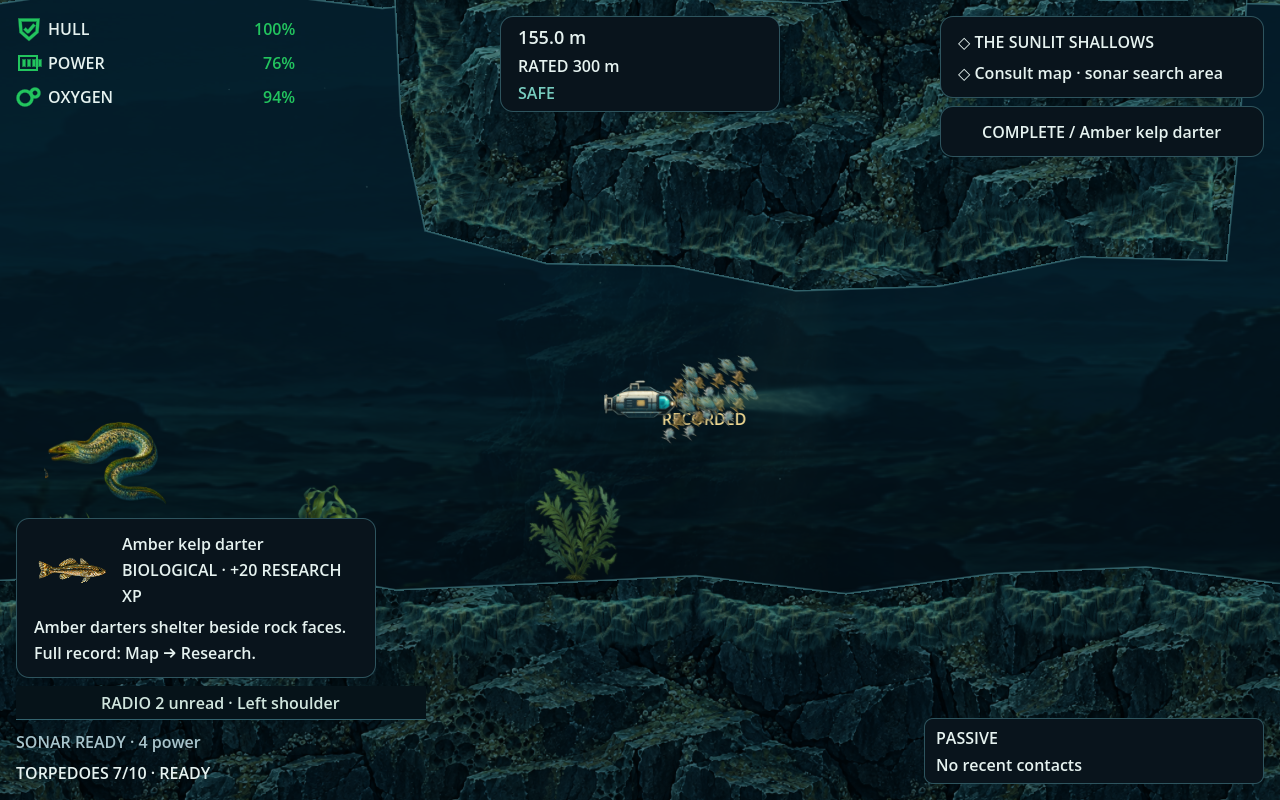 HULL 100%
POWER 76%
OXYGEN 94%
155.0 m
RATED 300 m
SAFE
◇ THE SUNLIT SHALLOWS
◇ Consult map · sonar search area
COMPLETE / Amber kelp darter
RECORDED
Amber kelp darter
BIOLOGICAL · +20 RESEARCH
XP
Amber darters shelter beside rock faces.
Full record: Map → Research.
RADIO 2 unread · Left shoulder
SONAR READY · 4 power
TORPEDOES 7/10 · READY
PASSIVE
No recent contacts